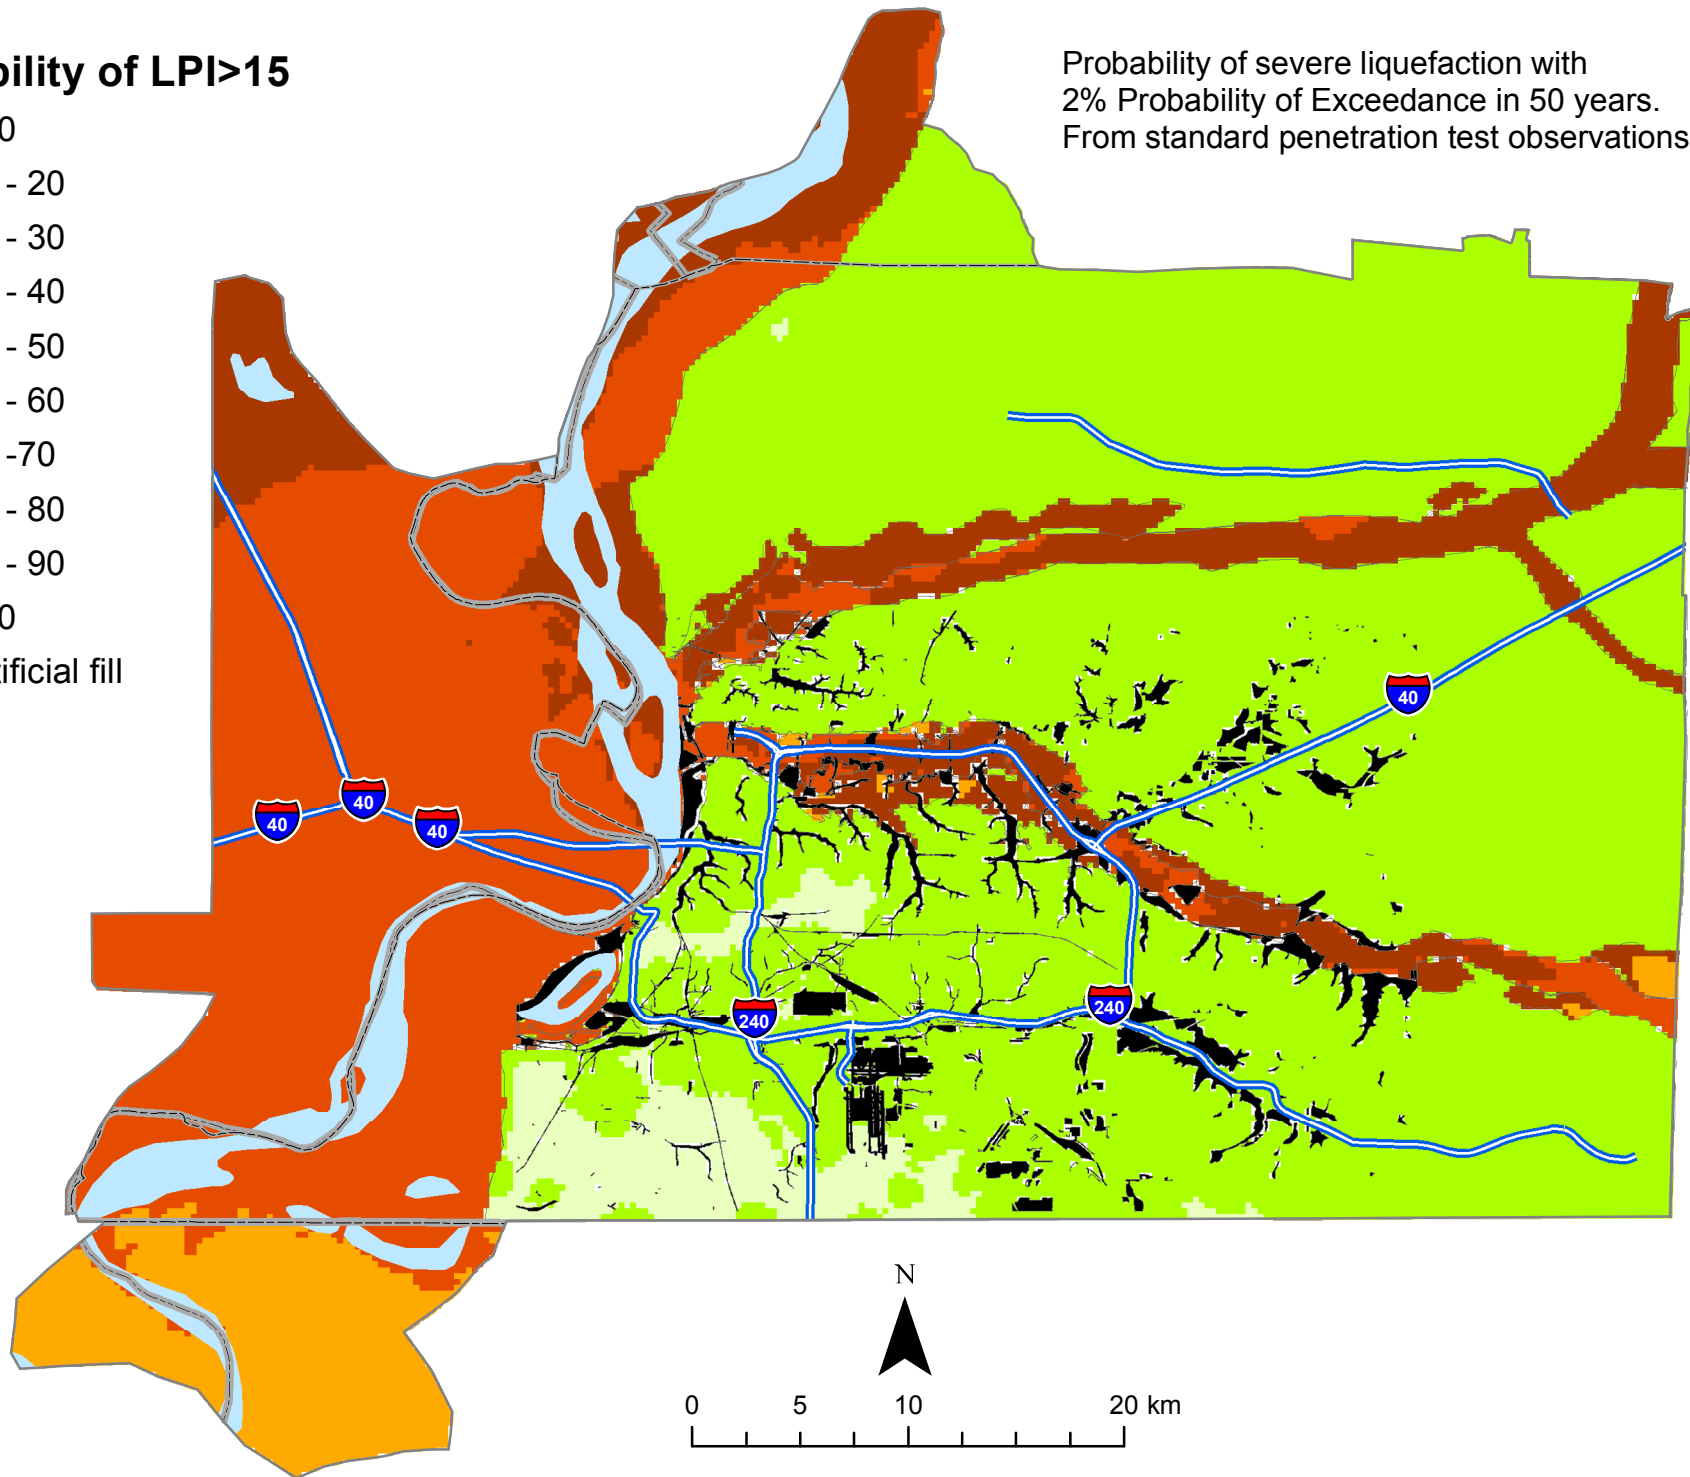 bility of LPI>15
0
- 20
- 30
- 40
- 50
- 60
-70
- 80
- 90
0
tificial fill
Probability of severe liquefaction with
2% Probability of Exceedance in 50 years.
From standard penetration test observations
40
40
40
40
240
240
N
0 5 10 20 km